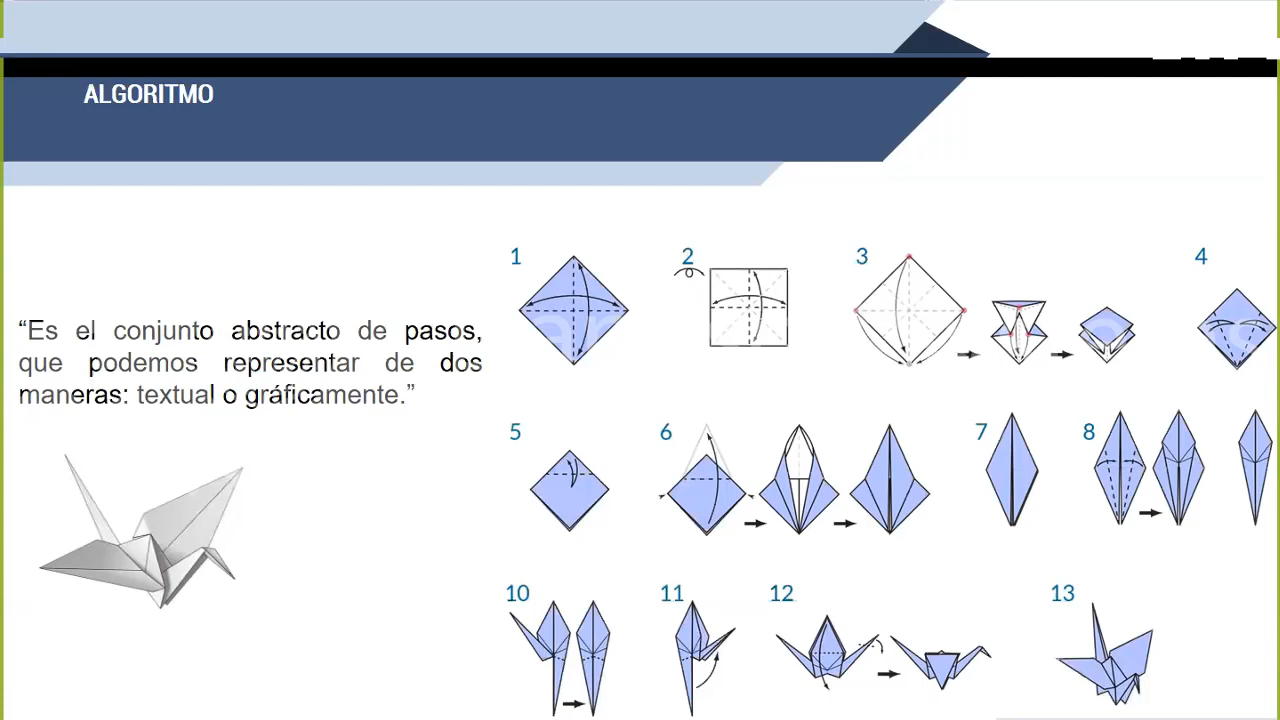 ALGORITMO
“Es el conjunto abstracto de pasos,
que podemos representar de dos
maneras: textual o gráficamente.”
1 2 3 4
5 6 7 8
10 11 12 13